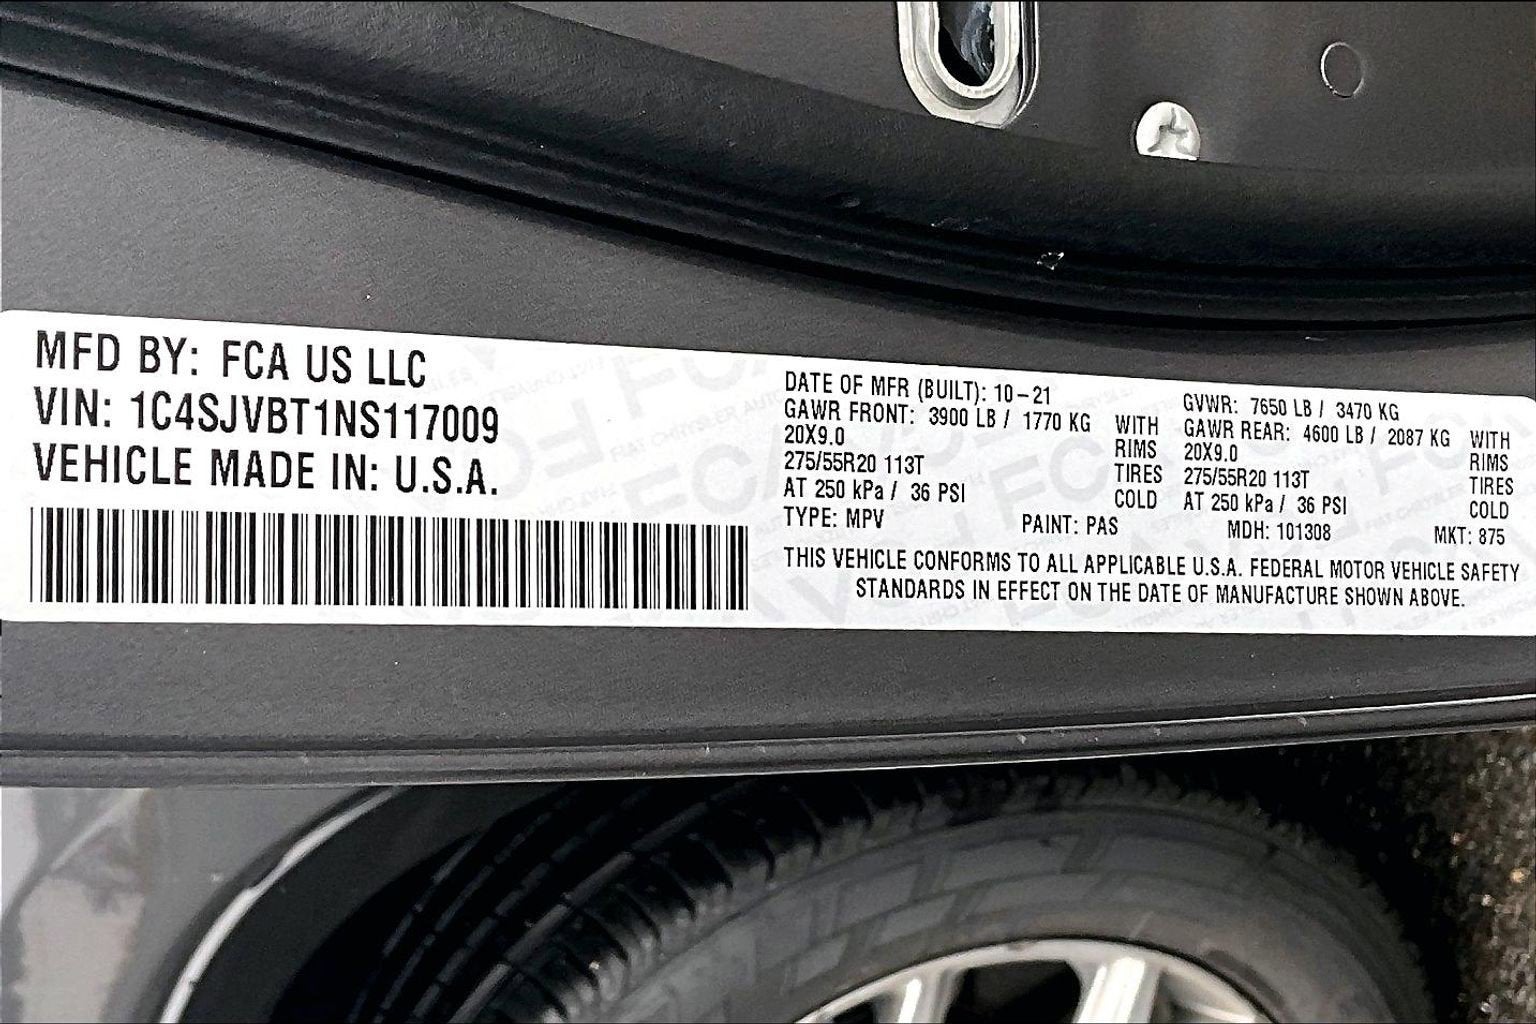 MFD BY: FCA US LLC
VIN: 1C4SJVBT1NS117009
VEHICLE MADE IN: U.S.A.
DATE OF MFR (BUILT): 10-21
GAWR FRONT: 3900 LB / 1770 KG WITH
20X9.0 RIMS
275/55R20 113T TIRES
AT 250 kPa / 36 PSI COLD
GVWR: 7650 LB / 3470 KG
GAWR REAR: 4600 LB / 2087 KG WITH
20X9.0 RIMS
275/55R20 113T TIRES
AT 250 kPa / 36 PSI COLD
TYPE: MPV PAINT: PAS MDH: 101308 MKT: 875
THIS VEHICLE CONFORMS TO ALL APPLICABLE U.S.A. FEDERAL MOTOR VEHICLE SAFETY
STANDARDS IN EFFECT ON THE DATE OF MANUFACTURE SHOWN ABOVE.